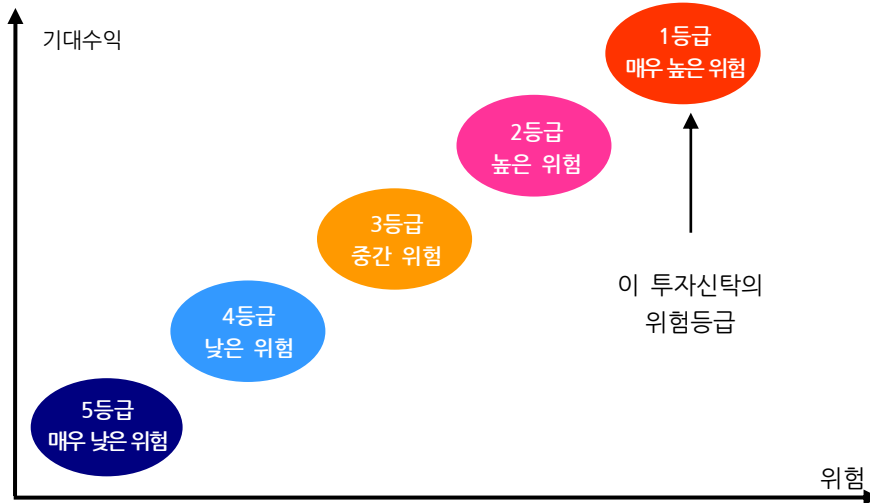 기대수익
1등급
매우 높은 위험
2등급
높은 위험
3등급
중간 위험
이 투자신탁의
위험등급
4등급
낮은 위험
5등급
매우 낮은 위험
위험